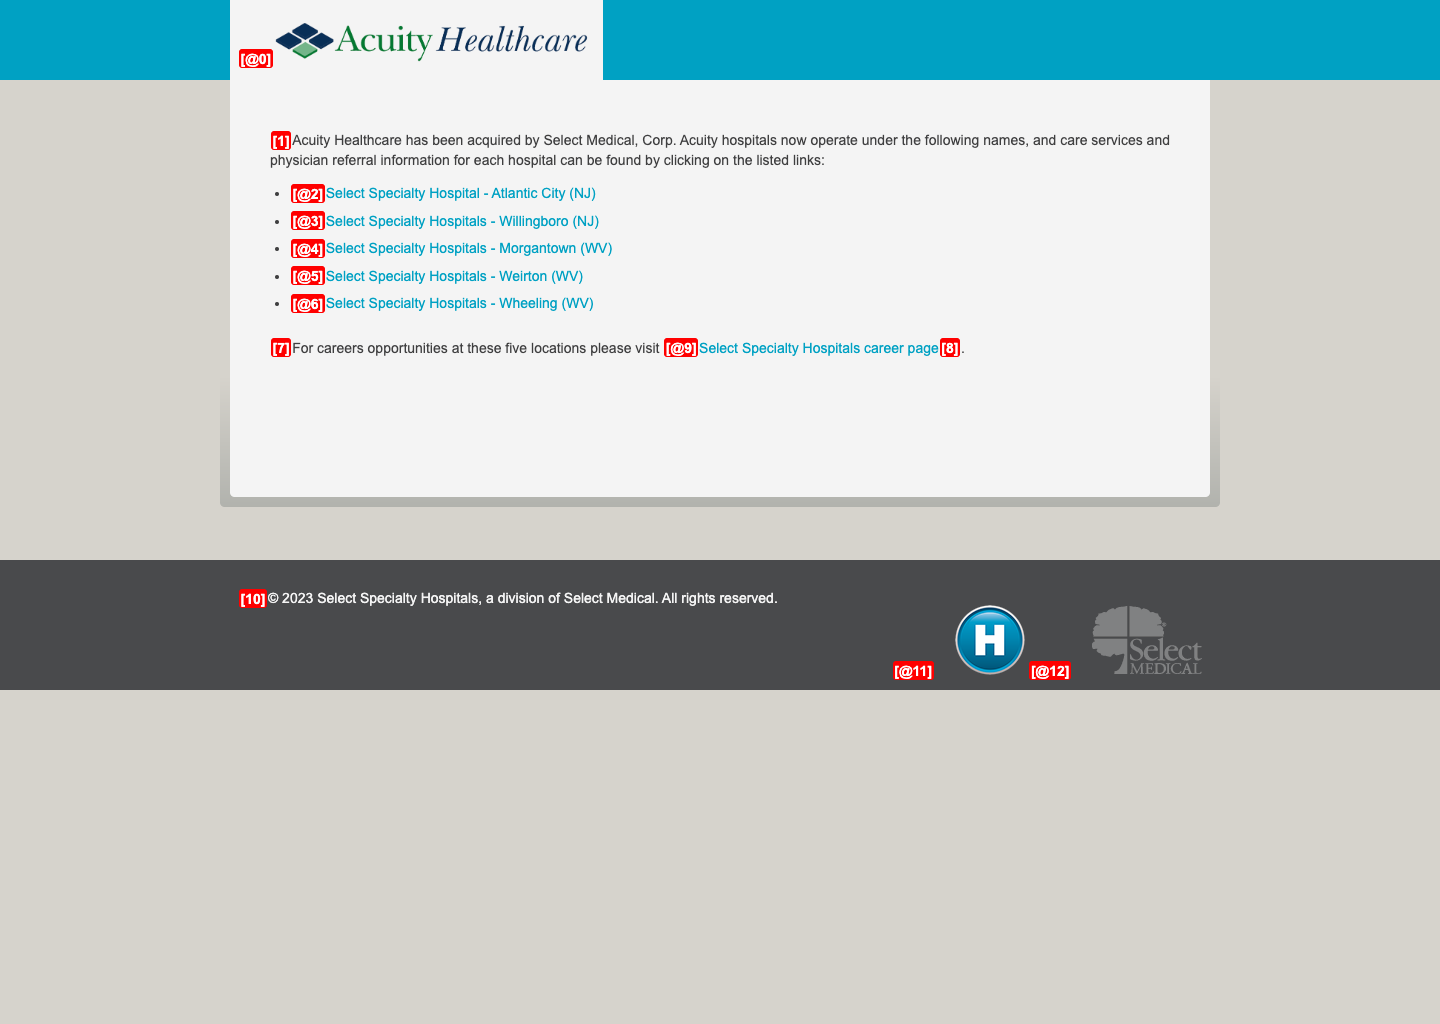 [@0] Acuity Healthcare
[1] Acuity Healthcare has been acquired by Select Medical, Corp. Acuity hospitals now operate under the following names, and care services and
physician referral information for each hospital can be found by clicking on the listed links:
• [@2] Select Specialty Hospital - Atlantic City (NJ)
• [@3] Select Specialty Hospitals - Willingboro (NJ)
• [@4] Select Specialty Hospitals - Morgantown (WV)
• [@5] Select Specialty Hospitals - Weirton (WV)
• [@6] Select Specialty Hospitals - Wheeling (WV)
[7] For careers opportunities at these five locations please visit [@9] Select Specialty Hospitals career page [8].
[10] © 2023 Select Specialty Hospitals, a division of Select Medical. All rights reserved.
[@11] H [@12] Select
MEDICAL